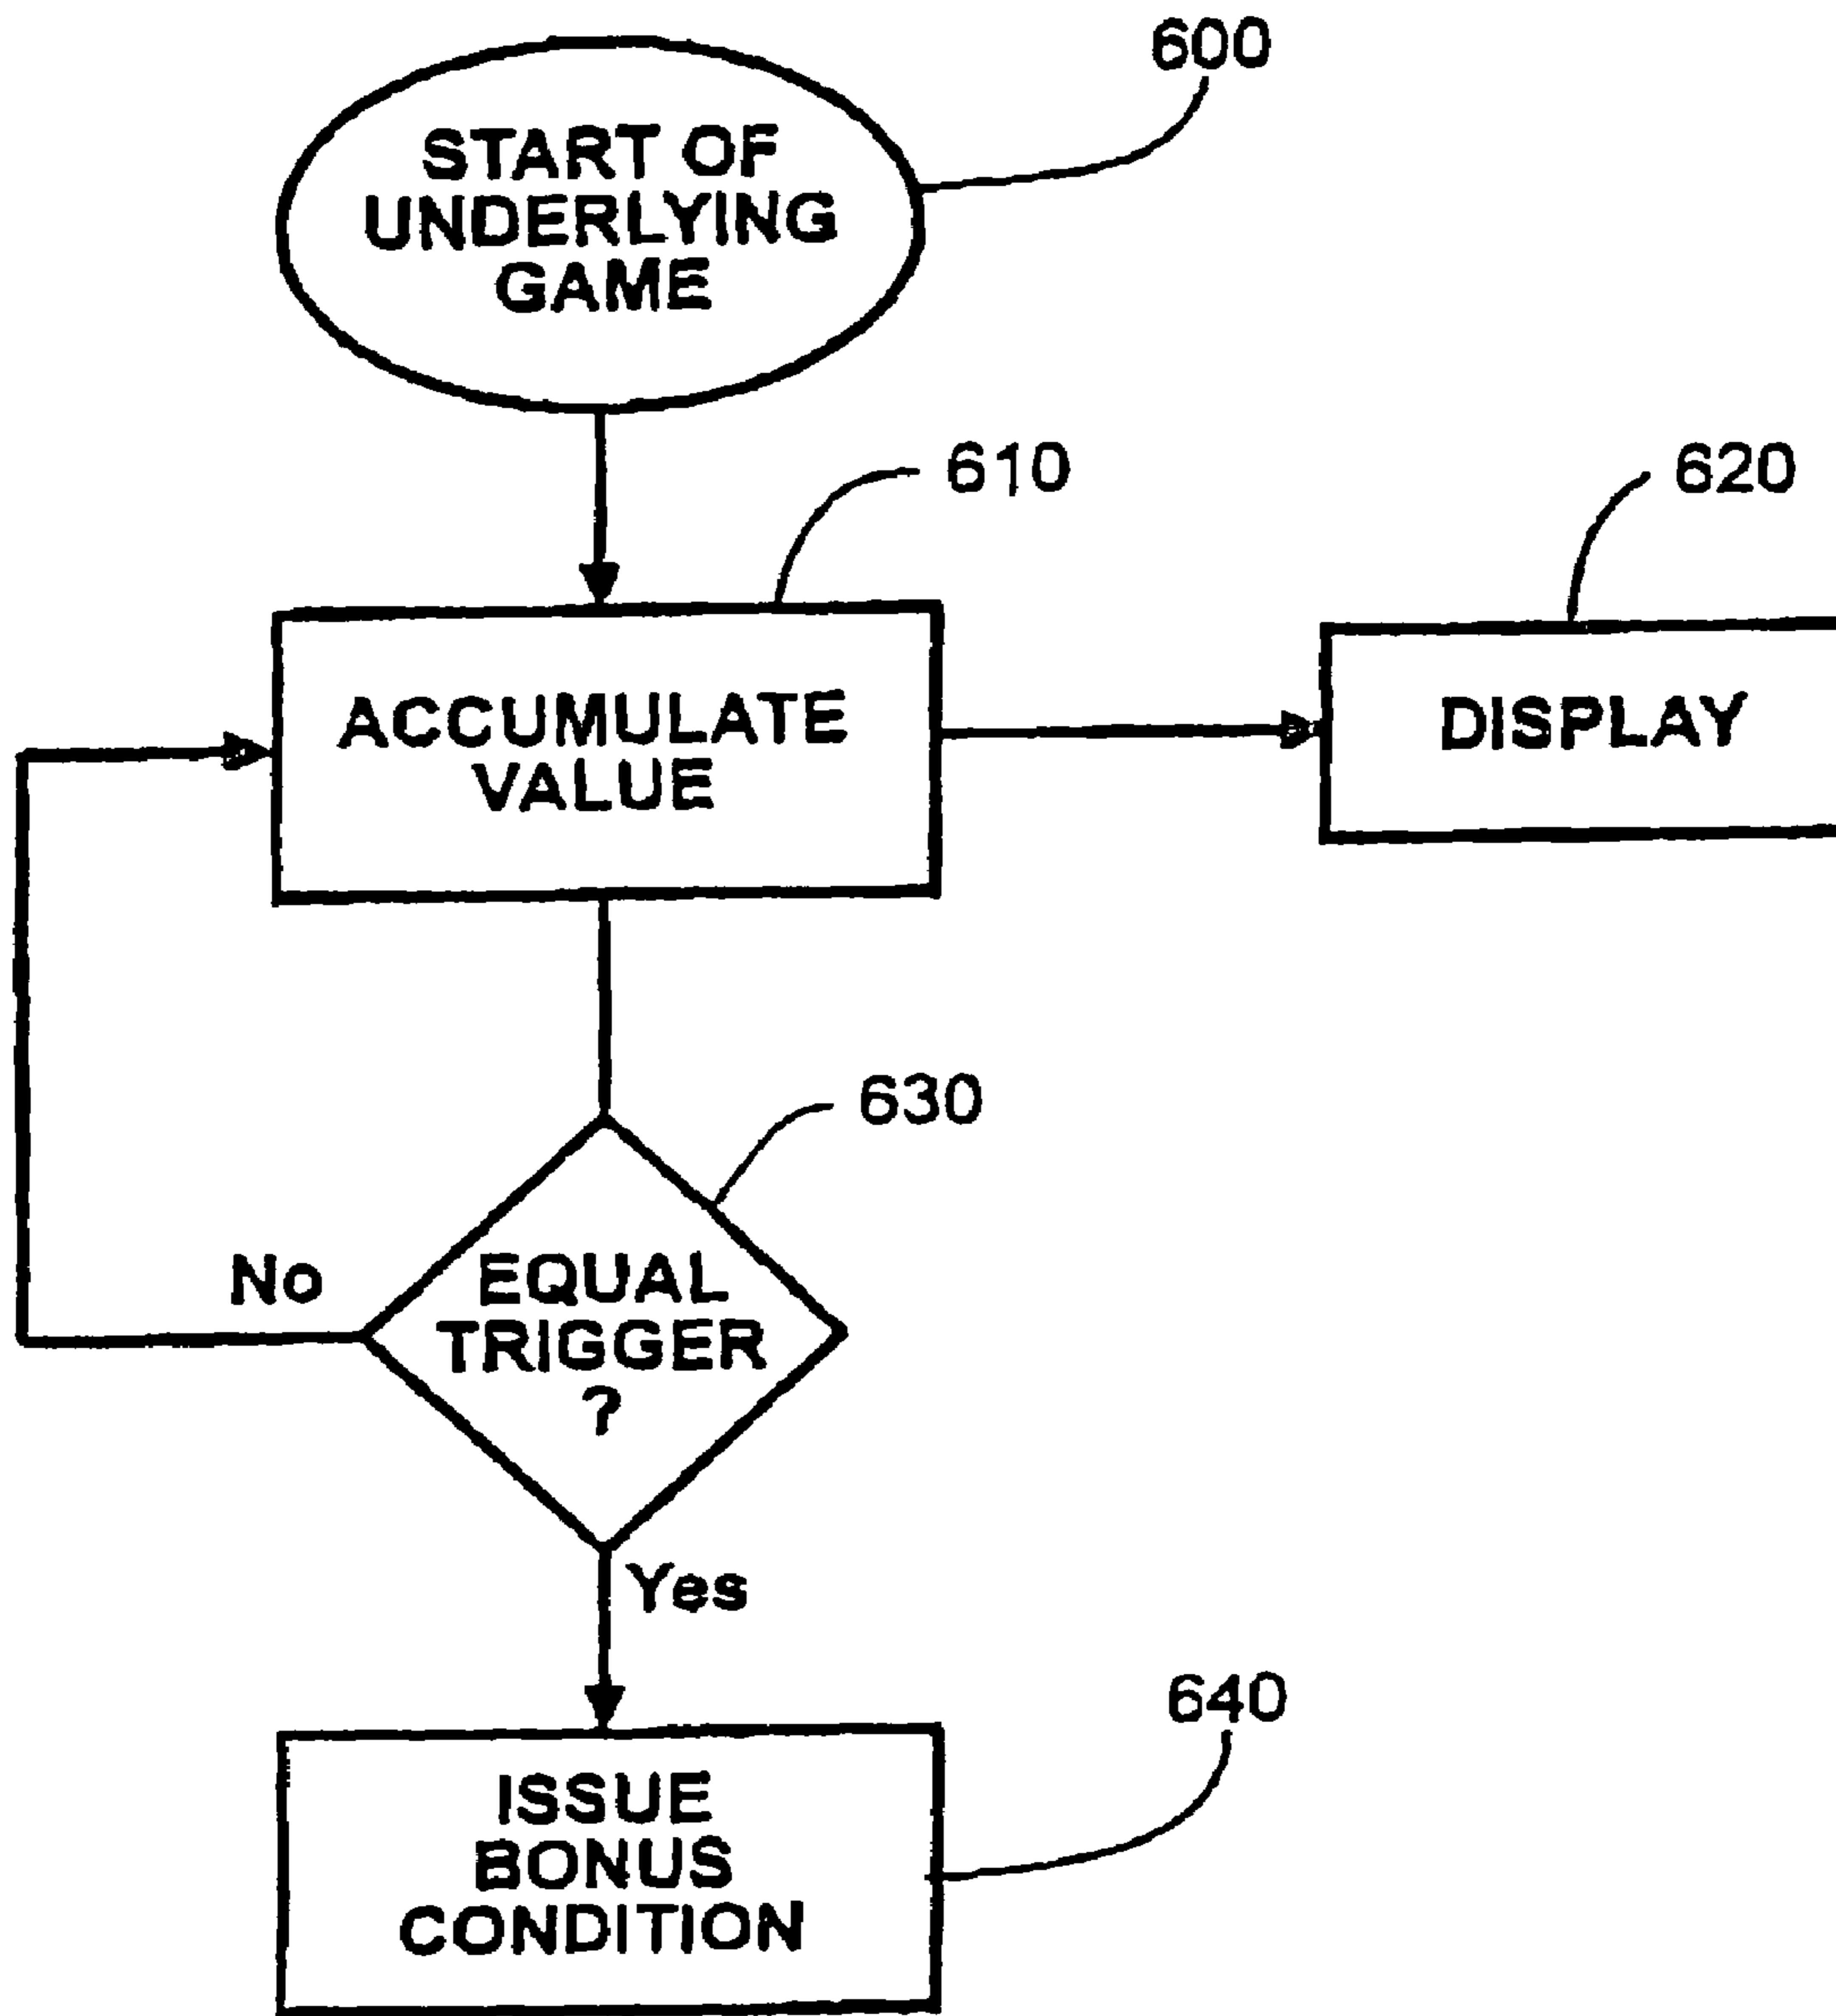 600
START OF
UNDERLYING
GAME
610
620
ACCUMULATE
VALUE
DISPLAY
630
No
EQUAL
TRIGGER
?
Yes
640
ISSUE
BONUS
CONDITION